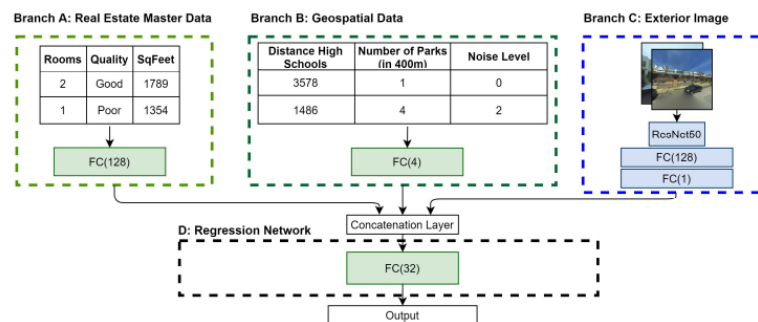 Branch A: Real Estate Master Data
Branch B: Geospatial Data
Branch C: Exterior Image
Rooms Quality SqFeet
2 Good 1789
1 Poor 1354
FC(128)
Distance High Schools Number of Parks (in 400m) Noise Level
3578 1 0
1486 4 2
FC(4)
ResNet50
FC(128)
FC(1)
Concatenation Layer
D: Regression Network
FC(32)
Output